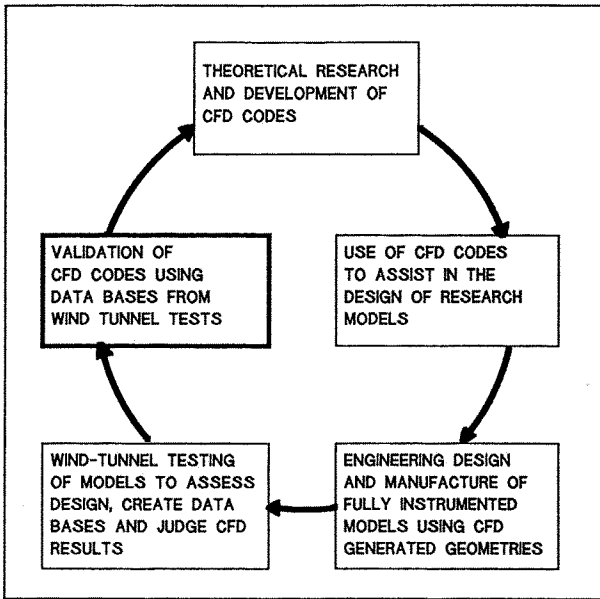 THEORETICAL RESEARCH
AND DEVELOPMENT OF
CFD CODES
USE OF CFD CODES
TO ASSIST IN THE
DESIGN OF RESEARCH
MODELS
ENGINEERING DESIGN
AND MANUFACTURE OF
FULLY INSTRUMENTED
MODELS USING CFD
GENERATED GEOMETRIES
WIND-TUNNEL TESTING
OF MODELS TO ASSESS
DESIGN, CREATE DATA
BASES AND JUDGE CFD
RESULTS
VALIDATION OF
CFD CODES USING
DATA BASES FROM
WIND TUNNEL TESTS